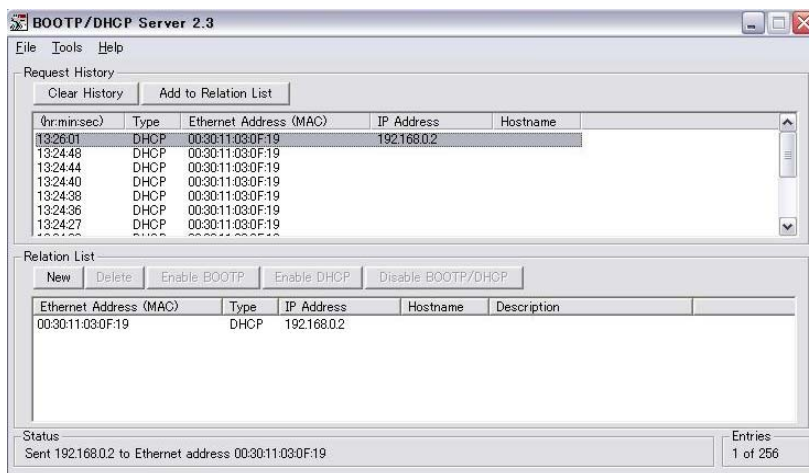 BOOTP/DHCP Server 2.3
File Tools Help
Request History
Clear History Add to Relation List
(hr:min:sec) Type Ethernet Address (MAC) IP Address Hostname
13:26:01 DHCP 00:30:11:03:0F:19 192.168.0.2
13:24:48 DHCP 00:30:11:03:0F:19
13:24:44 DHCP 00:30:11:03:0F:19
13:24:40 DHCP 00:30:11:03:0F:19
13:24:38 DHCP 00:30:11:03:0F:19
13:24:36 DHCP 00:30:11:03:0F:19
13:24:27 DHCP 00:30:11:03:0F:19
Relation List
New Delete Enable BOOTP Enable DHCP Disable BOOTP/DHCP
Ethernet Address (MAC) Type IP Address Hostname Description
00:30:11:03:0F:19 DHCP 192.168.0.2
Status
Sent 192.168.0.2 to Ethernet address 00:30:11:03:0F:19
Entries
1 of 256